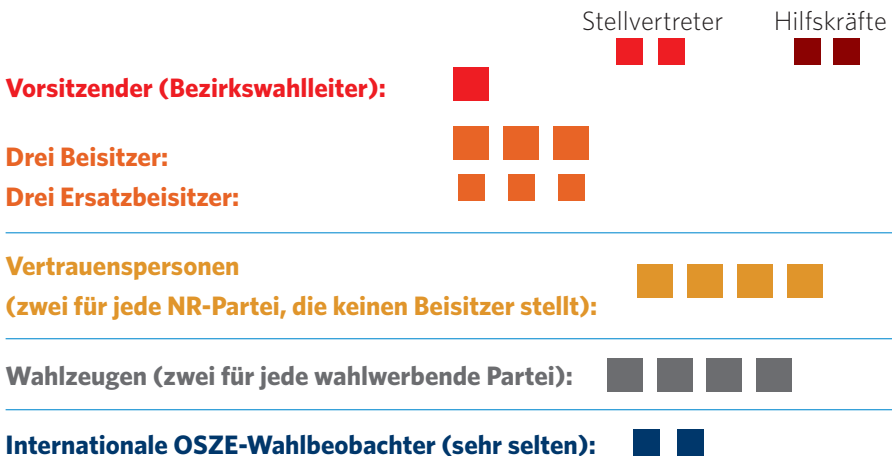 Stellvertreter Hilfskräfte
Vorsitzender (Bezirkswahlleiter):
Drei Beisitzer:
Drei Ersatzbeisitzer:
Vertrauenspersonen
(zwei für jede NR-Partei, die keinen Beisitzer stellt):
Wahlzeugen (zwei für jede wahlwerbende Partei):
Internationale OSZE-Wahlbeobachter (sehr selten):